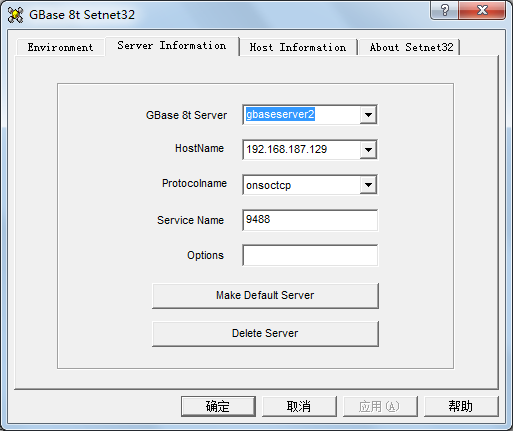 GBase 8t Setnet32
Environment Server Information Host Information About Setnet32
GBase 8t Server gbaseserver2
HostName 192.168.187.129
Protocolname onsoctcp
Service Name 9488
Options
Make Default Server
Delete Server
确定 取消 应用(A) 帮助